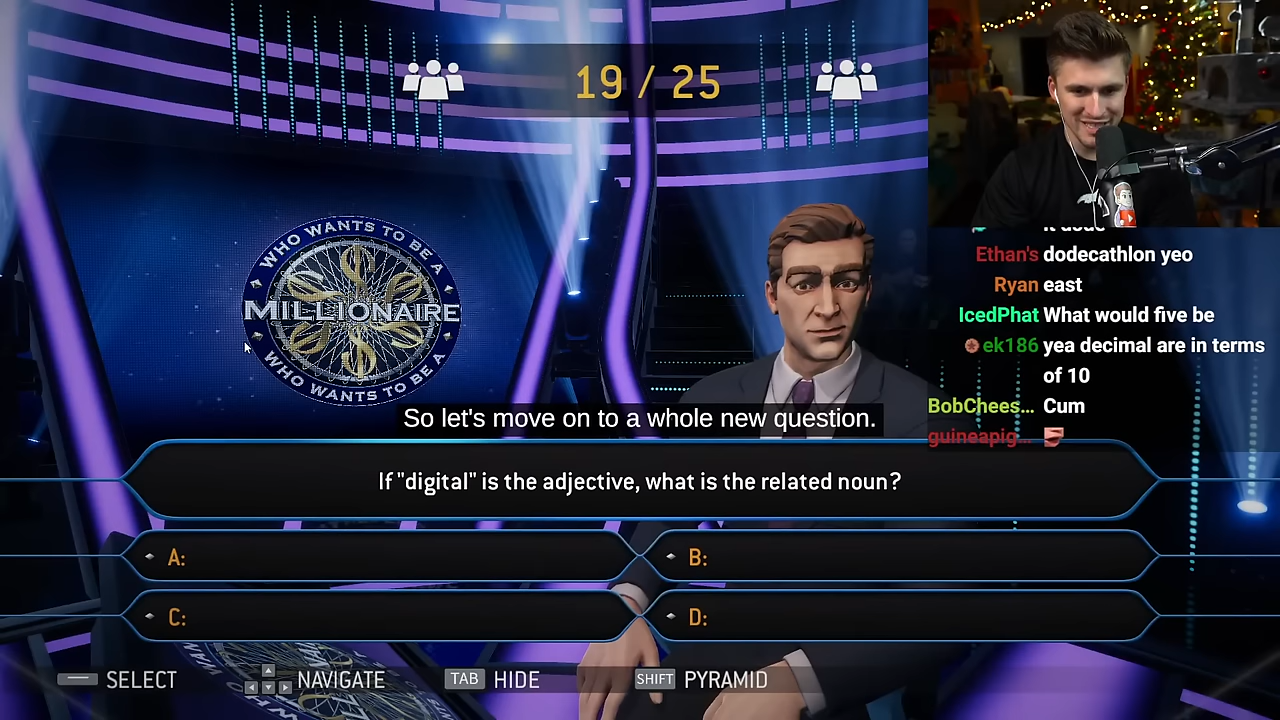 19 / 25
WHO WANTS TO BE A
MILLIONAIRE
WHO WANTS TO BE A
Ethan's dodecathlon yeo
Ryan east
IcedPhat What would five be
ek186 yea decimal are in terms
of 10
BobChees... Cum
guineapig...
So let's move on to a whole new question.
If "digital" is the adjective, what is the related noun?
A:
B:
C:
D:
SELECT
NAVIGATE
TAB HIDE
SHIFT PYRAMID